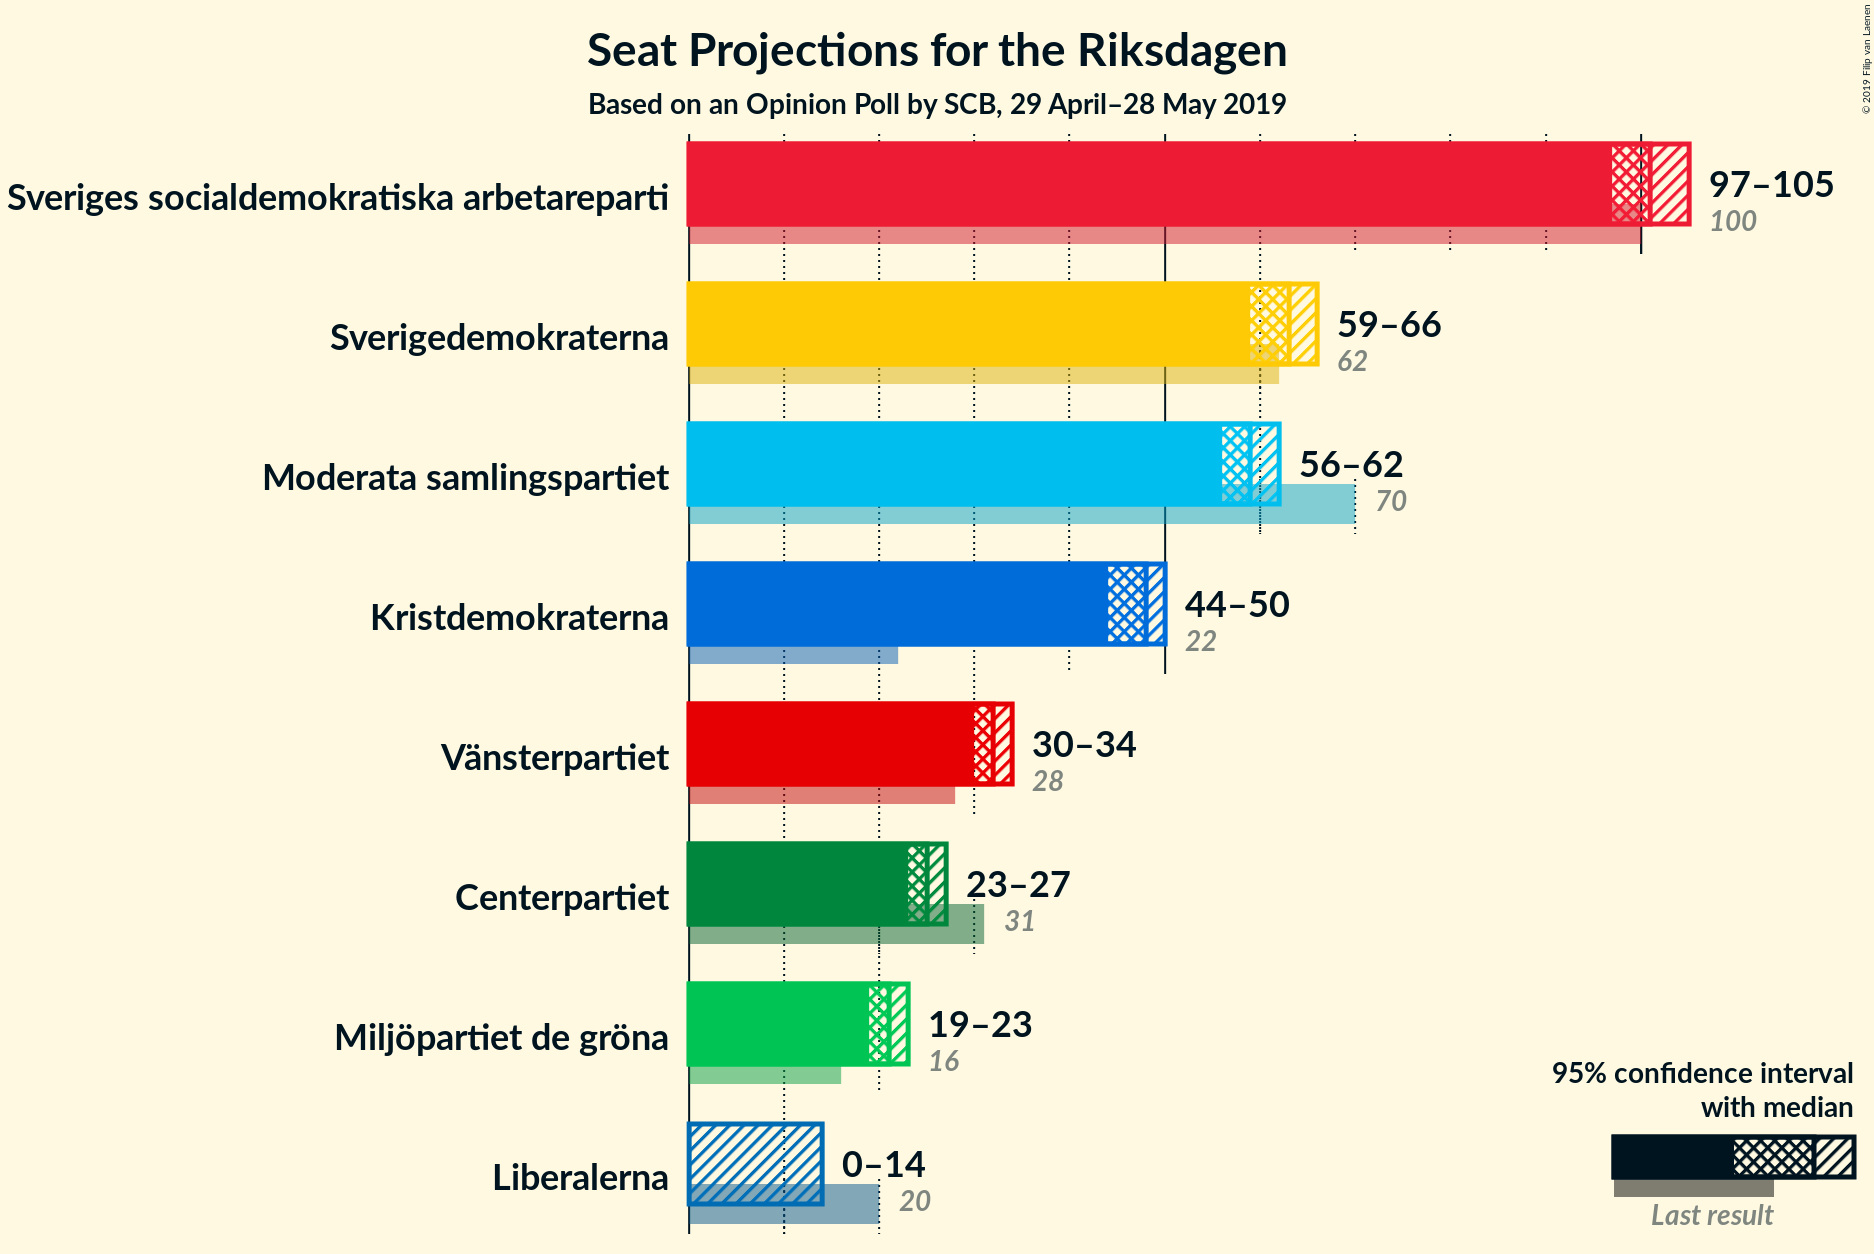 Seat Projections for the Riksdagen
Based on an Opinion Poll by SCB, 29 April–28 May 2019
© 2019 Filip van Laenen
Sveriges socialdemokratiska arbetareparti
97–105
100
Sverigedemokraterna
59–66
62
Moderata samlingspartiet
56–62
70
Kristdemokraterna
44–50
22
Vänsterpartiet
30–34
28
Centerpartiet
23–27
31
Miljöpartiet de gröna
19–23
16
Liberalerna
0–14
20
95% confidence interval
with median
Last result